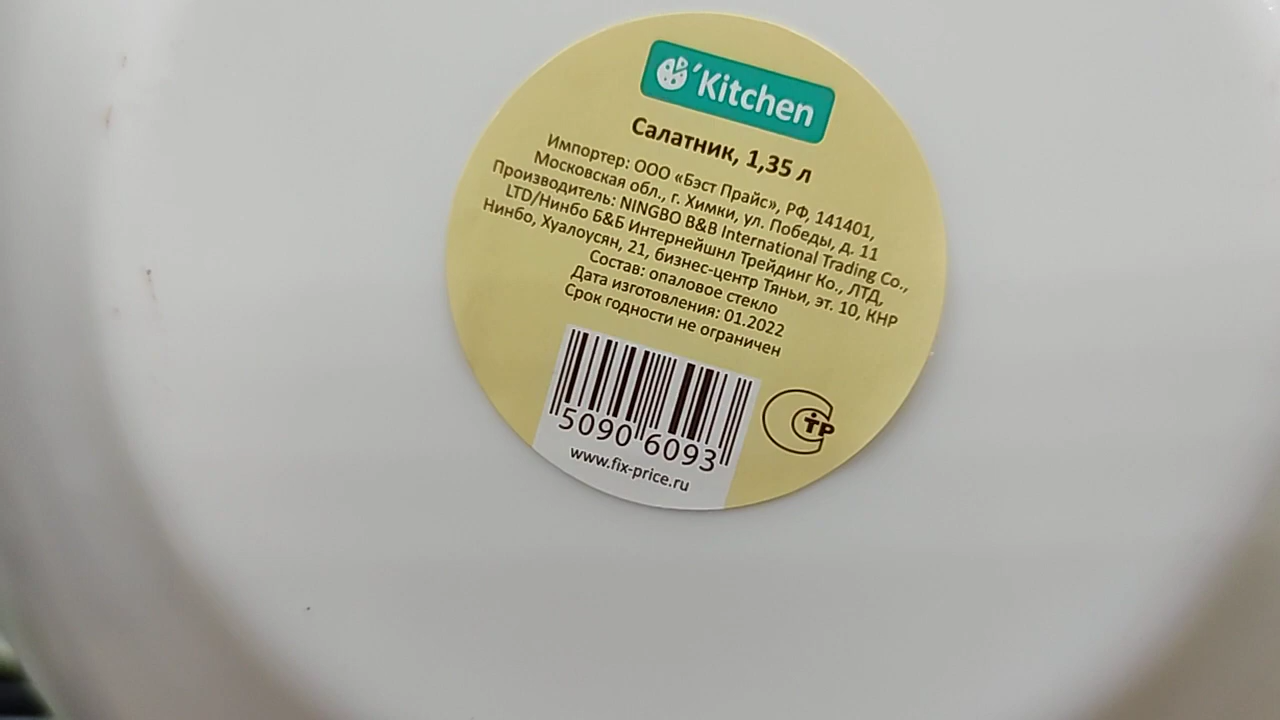 'Kitchen
Салатник, 1,35 л
Импортер: ООО «Бэст Прайс», РФ, 141401,
Московская обл., г. Химки, ул. Победы, д. 11
Производитель: NINGBO B&B International Trading Co.,
LTD/Нинбо Б&Б Интернейшнл Трейдинг Ко., ЛТД,
Нинбо, Хуалоусян, 21, бизнес-центр Тяньи, эт. 10, КНР
Состав: опаловое стекло
Дата изготовления: 01.2022
Срок годности не ограничен
5090 6093
www.fix-price.ru
СТР